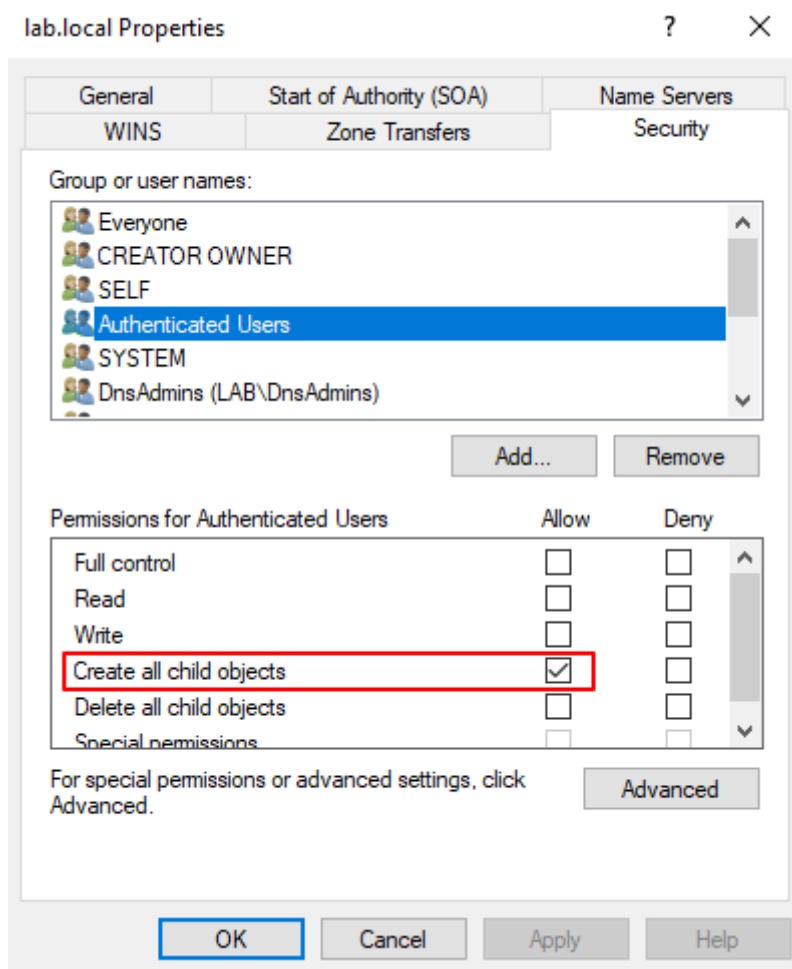 lab.local Properties ? ×
General Start of Authority (SOA) Name Servers
WINS Zone Transfers Security
Group or user names:
Everyone
CREATOR OWNER
SELF
Authenticated Users
SYSTEM
DnsAdmins (LAB\DnsAdmins)
Add... Remove
Permissions for Authenticated Users Allow Deny
Full control
Read
Write
Create all child objects
Delete all child objects
Special permissions
For special permissions or advanced settings, click
Advanced.
Advanced
OK Cancel Apply Help